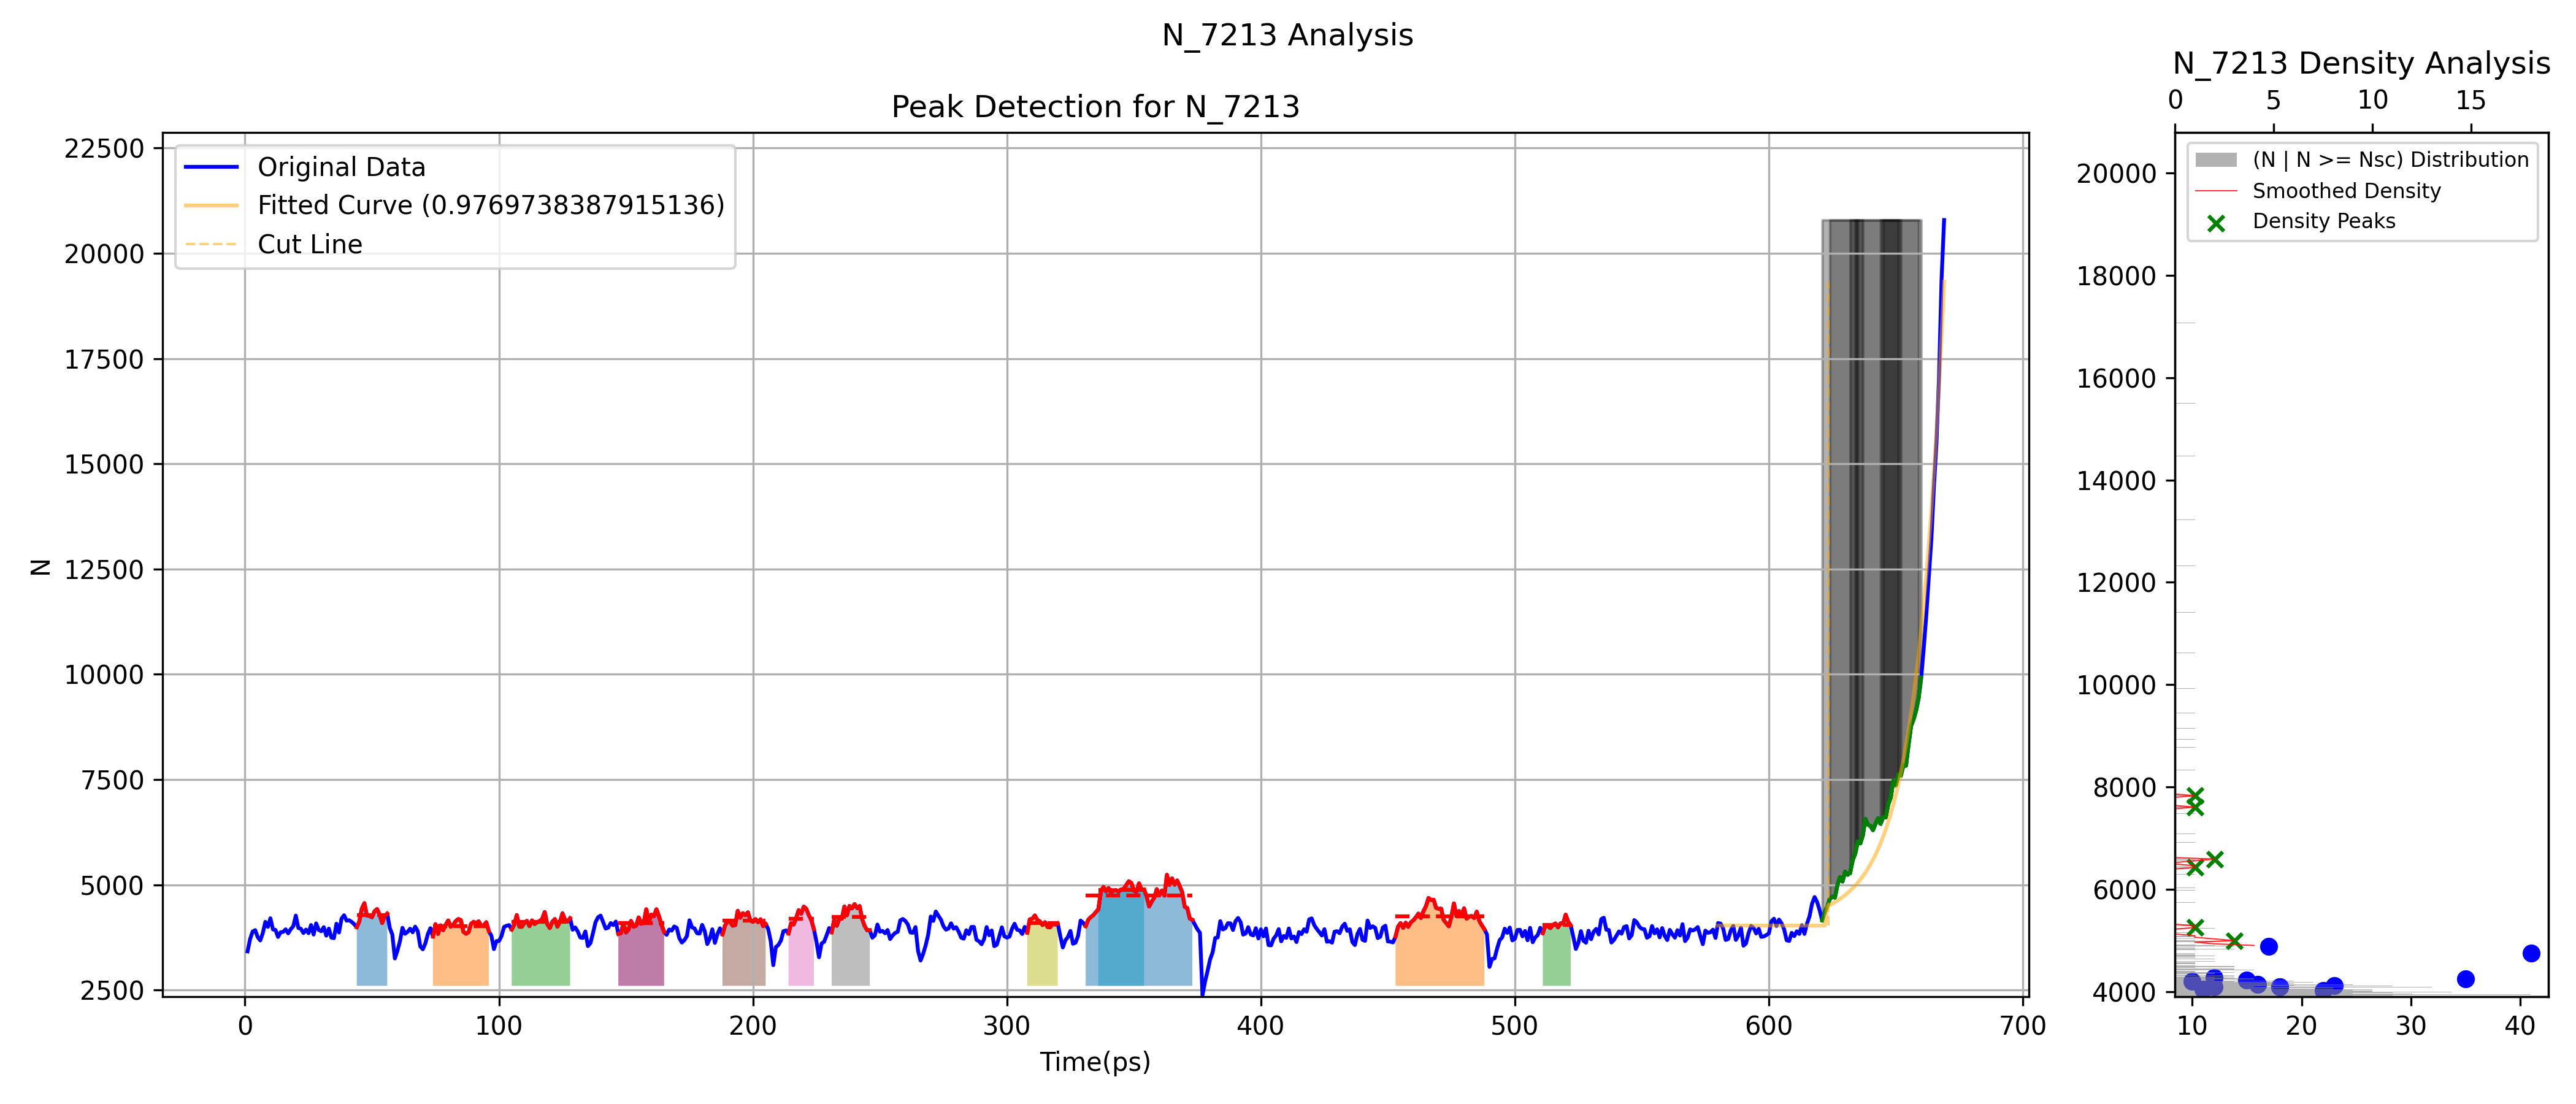 N_7213 Analysis
Peak Detection for N_7213
22500
20000
17500
15000
12500
10000
7500
5000
2500
N
Original Data
Fitted Curve (0.9769738387915136)
Cut Line
0 100 200 300 400 500 600 700
Time(ps)
N_7213 Density Analysis
0 5 10 15
(N | N >= Nsc) Distribution
Smoothed Density
Density Peaks
20000
18000
16000
14000
12000
10000
8000
6000
4000
10 20 30 40